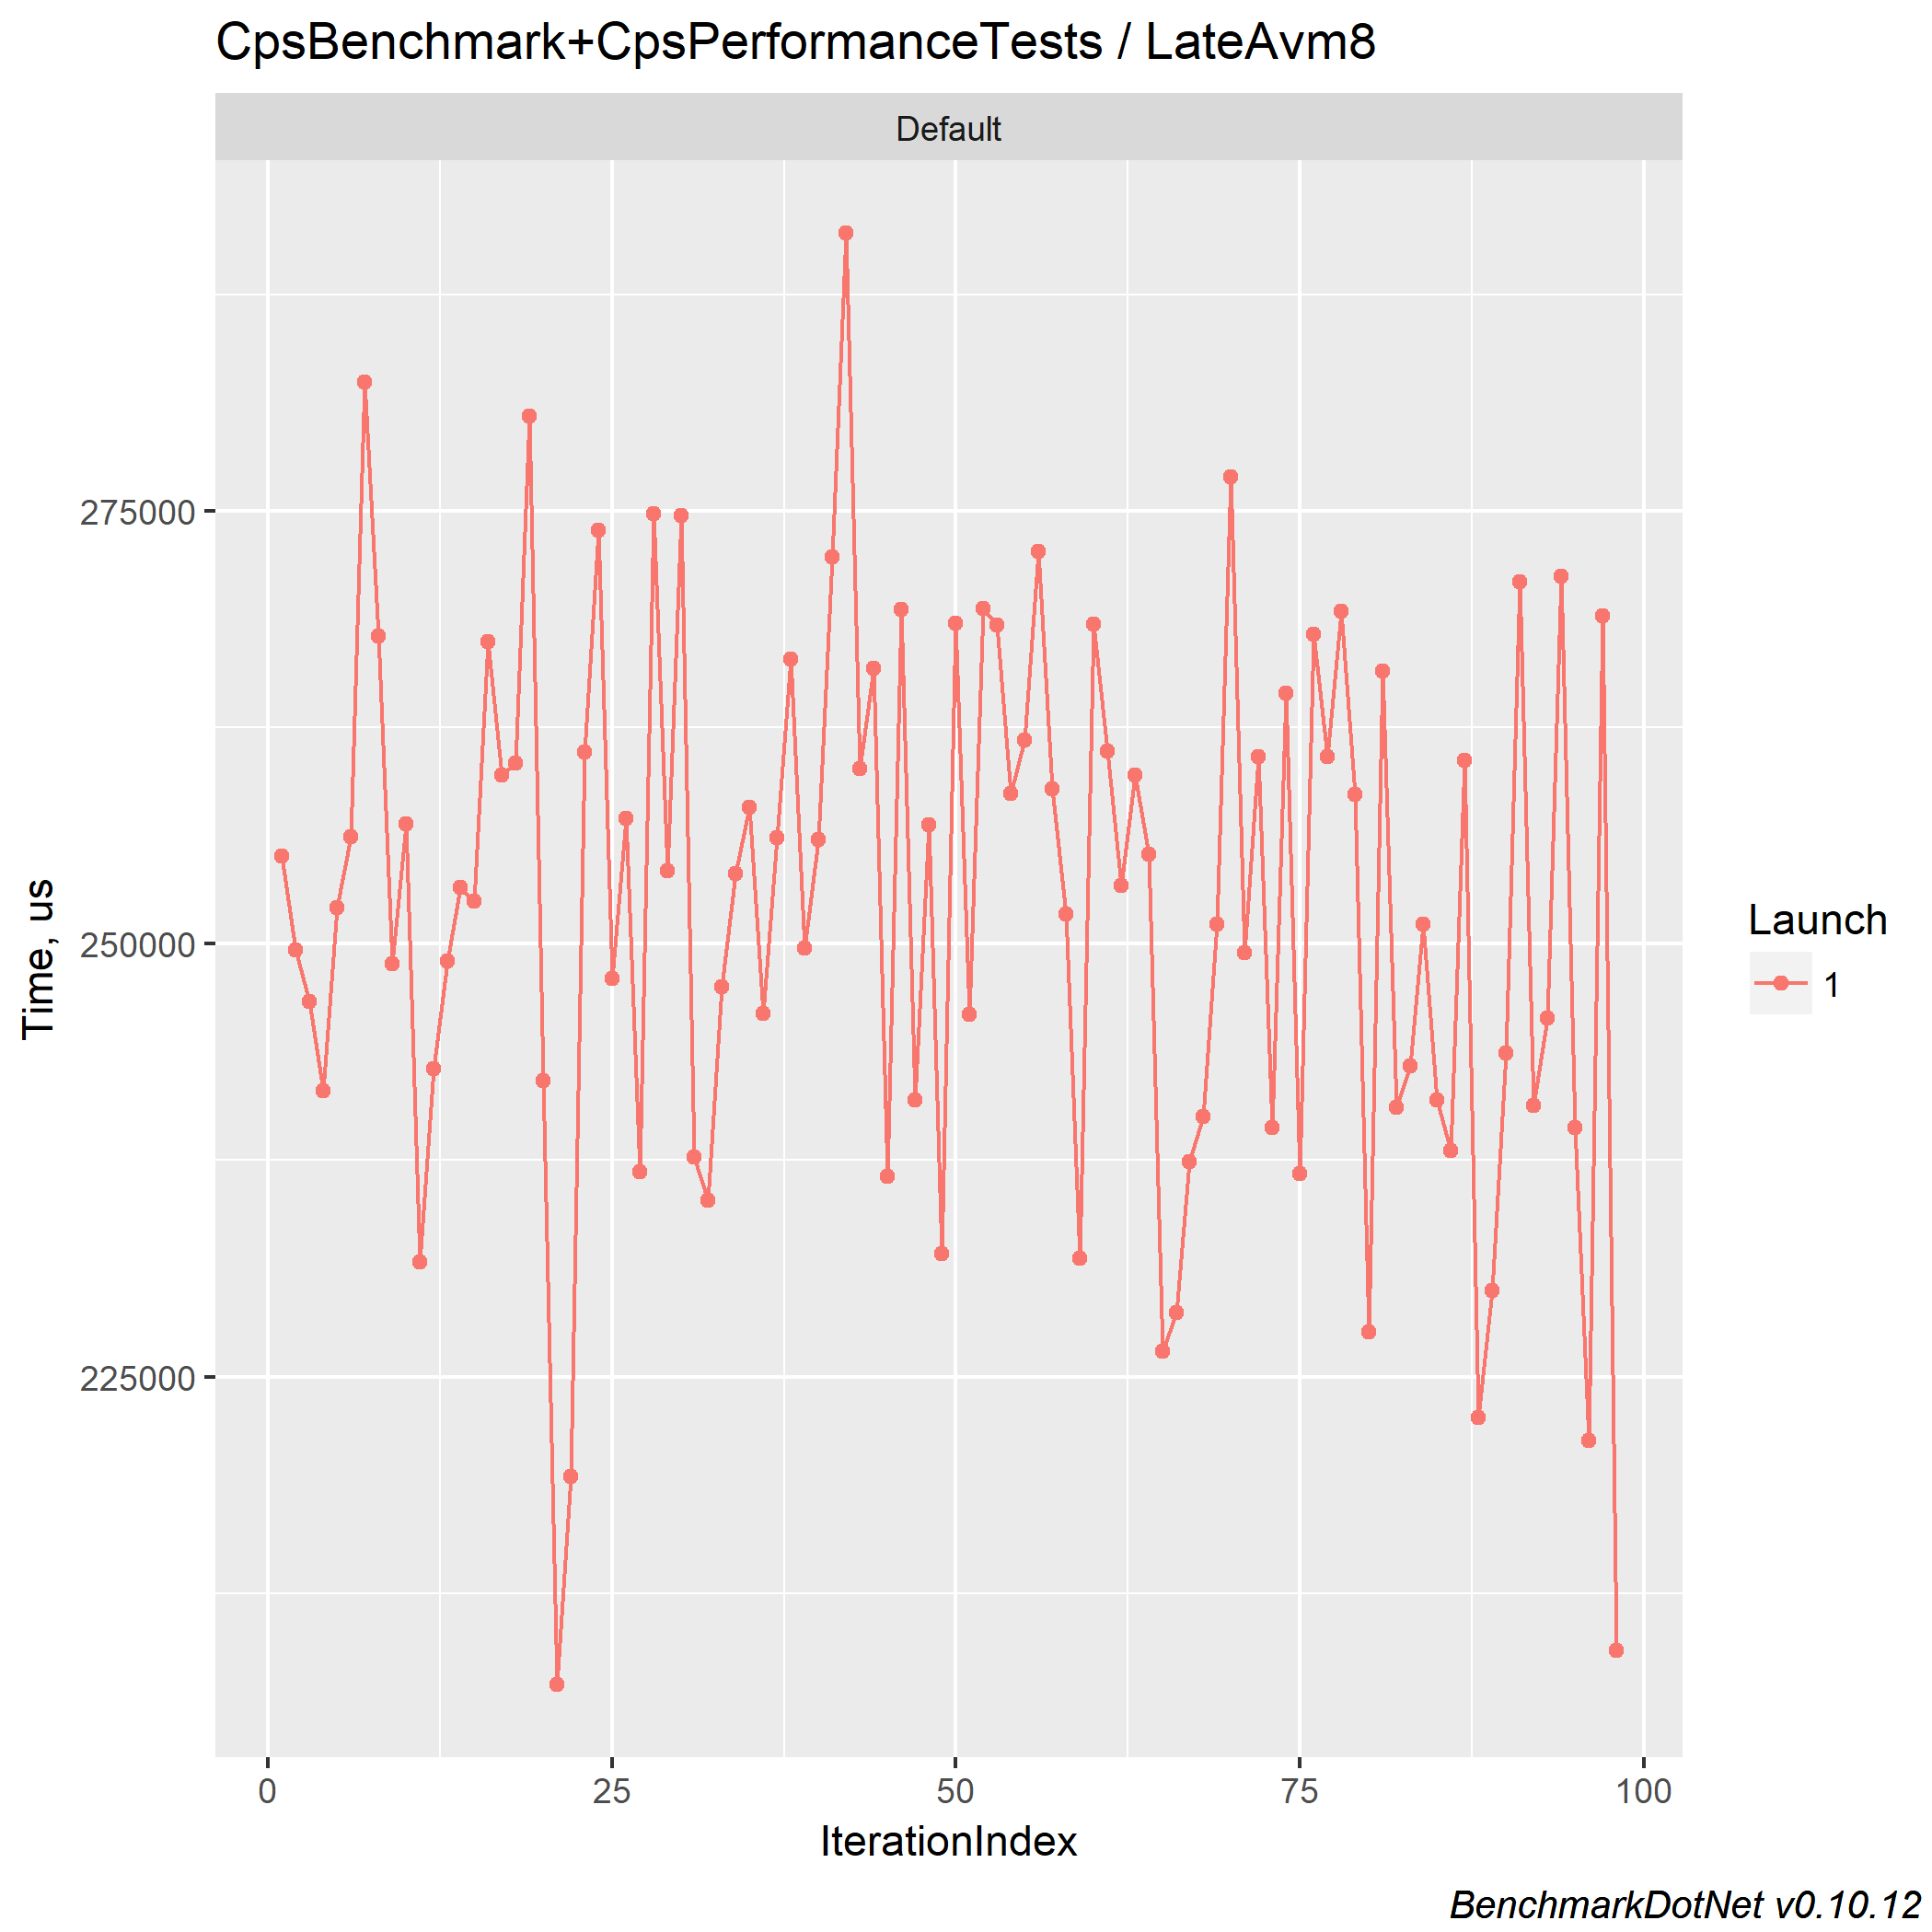 CpsBenchmark+CpsPerformanceTests / LateAvm8
Default
275000
250000
225000
Time, us
0 25 50 75 100
IterationIndex
Launch
1
BenchmarkDotNet v0.10.12